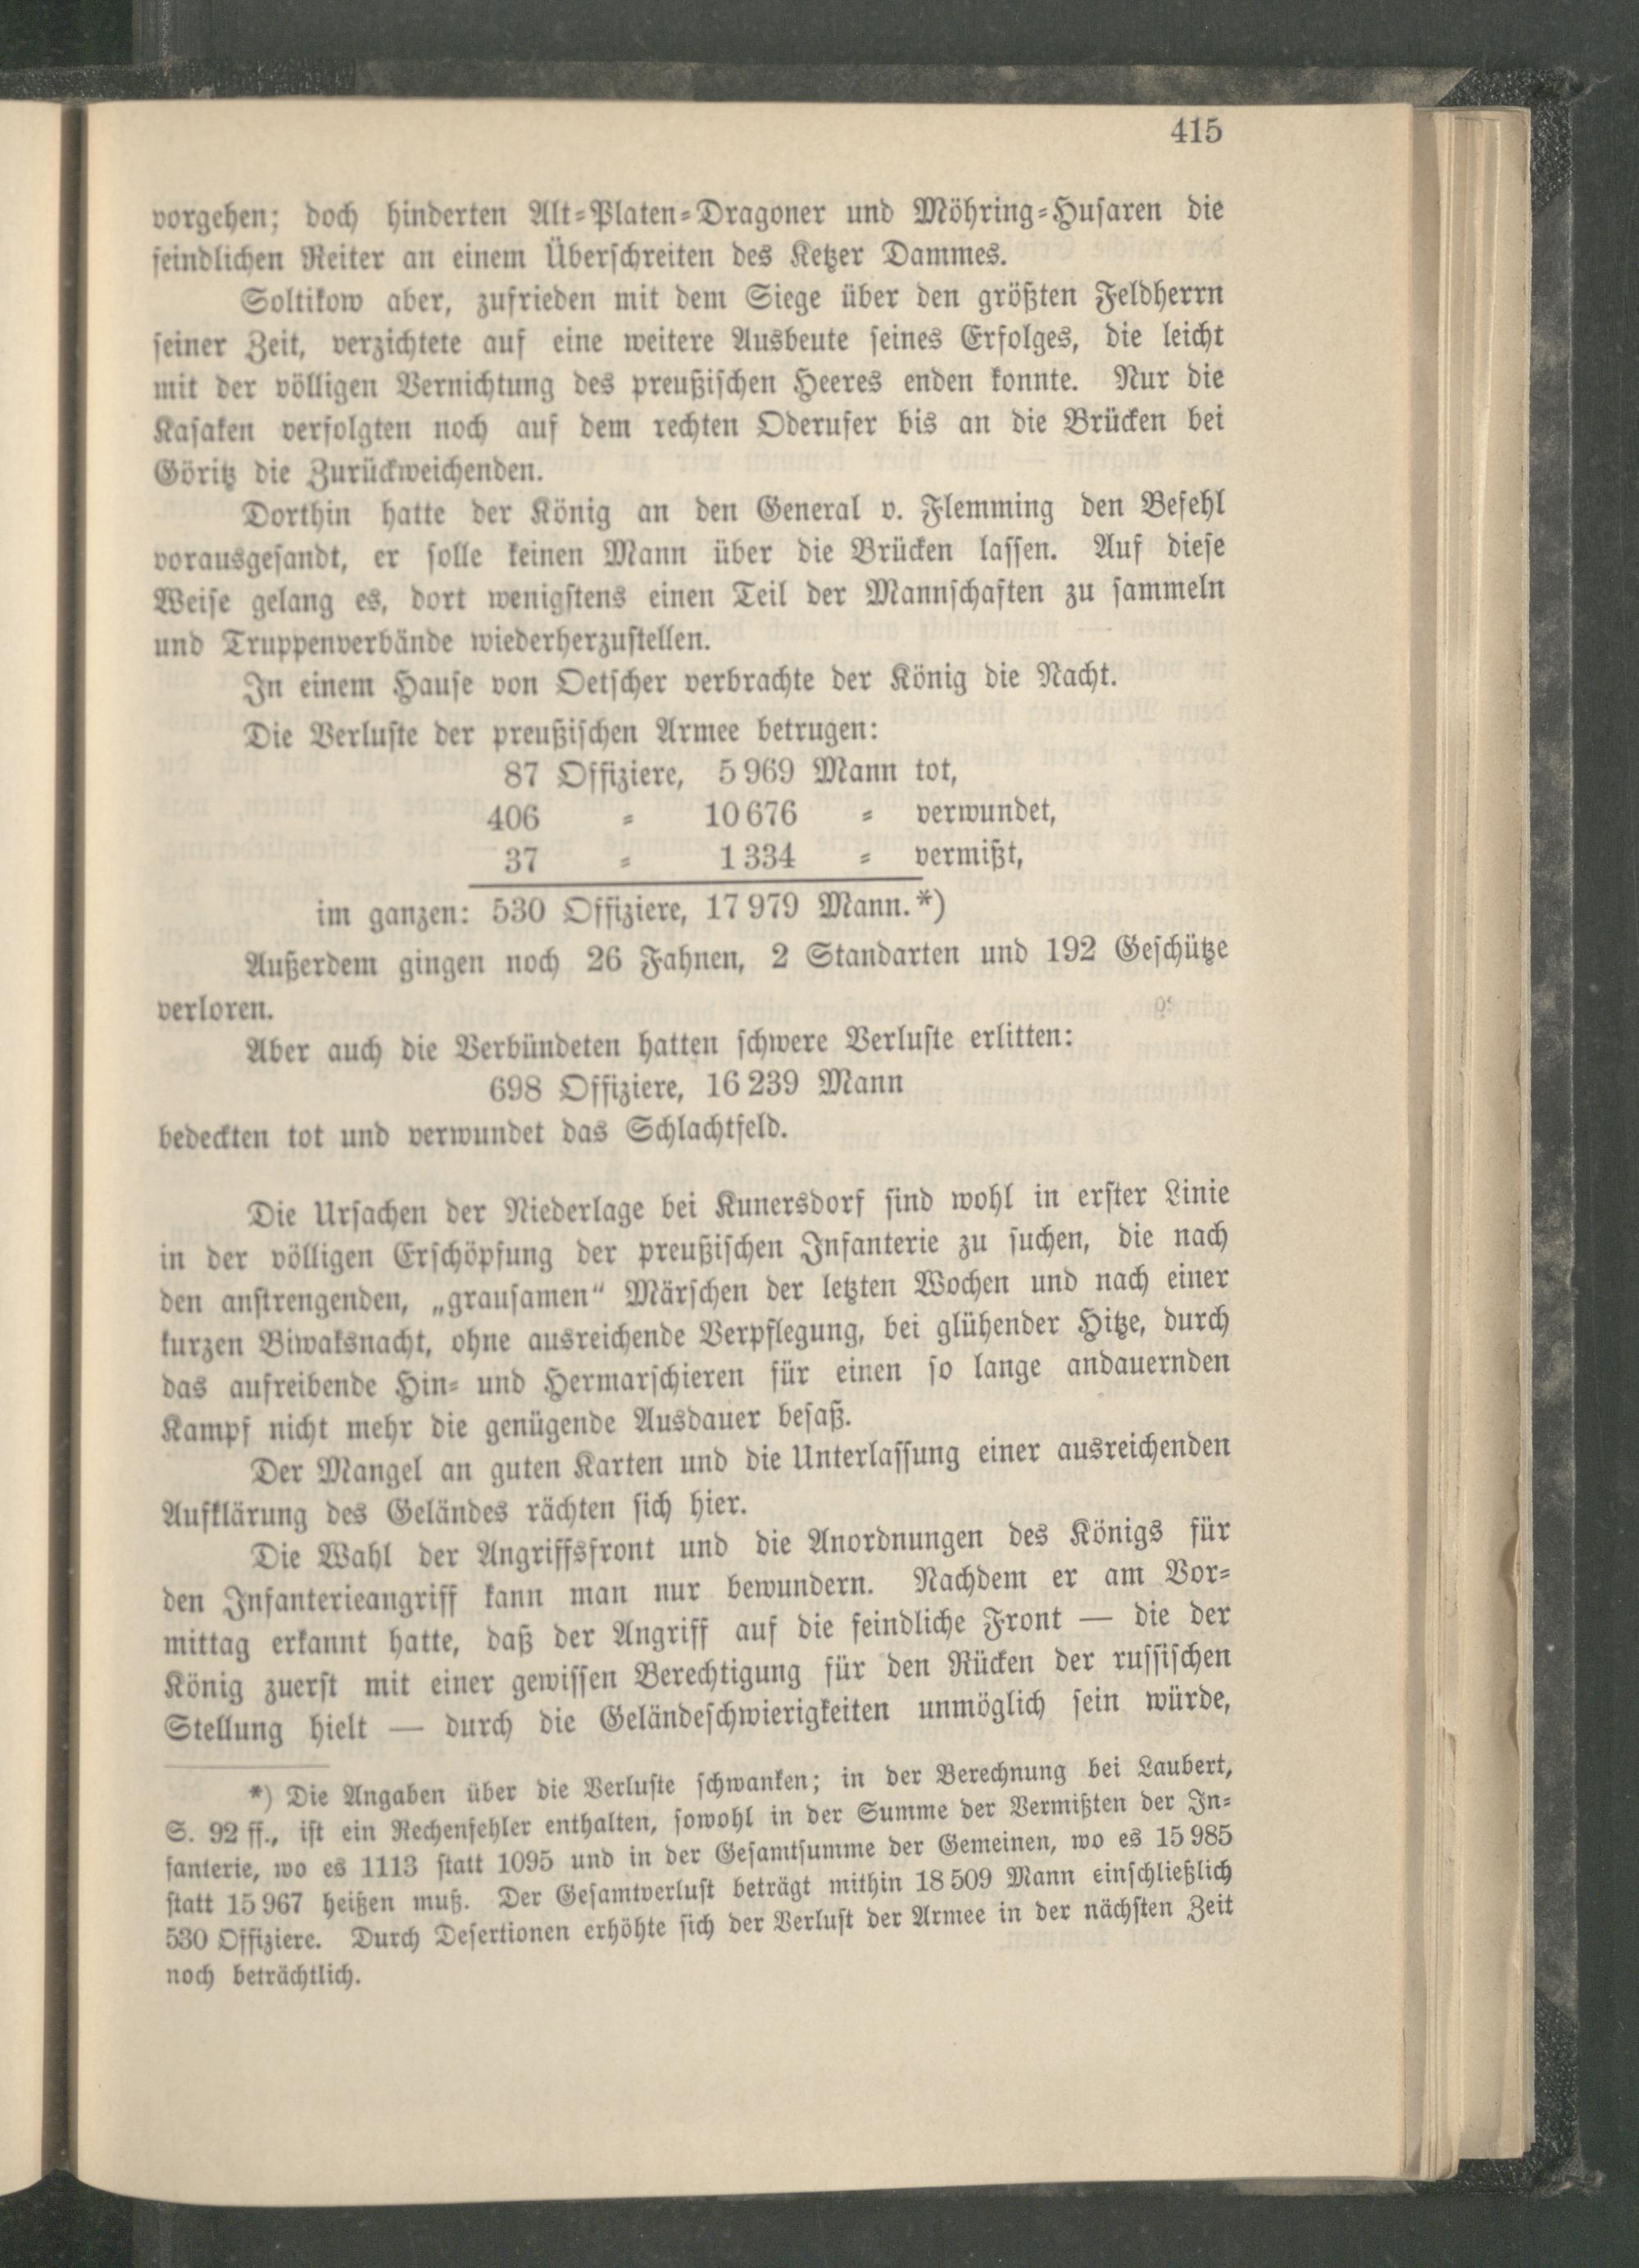 415
vorgehen; doch hinderten Alt-Platen-Dragoner und Möhring-Husaren die
feindlichen Reiter an einem Überschreiten des Ketzer Dammes.
Soltikow aber, zufrieden mit dem Siege über den größten Feldherrn
seiner Zeit, verzichtete auf eine weitere Ausbeute seines Erfolges, die leicht
mit der völligen Vernichtung des preußischen Heeres enden konnte. Nur die
Kasaken verfolgten noch auf dem rechten Oderufer bis an die Brücken bei
Göritz die Zurückweichenden.
Dorthin hatte der König an den General v. Flemming den Befehl
vorausgesandt, er solle keinen Mann über die Brücken lassen. Auf diese
Weise gelang es, dort wenigstens einen Teil der Mannschaften zu sammeln
und Truppenverbände wiederherzustellen.
In einem Hause von Oetscher verbrachte der König die Nacht.
Die Verluste der preußischen Armee betrugen:
87 Offiziere, 5969 Mann tot,
406 = 10676 = verwundet,
37 = 1334 = vermißt,
im ganzen: 530 Offiziere, 17979 Mann.*)
Außerdem gingen noch 26 Fahnen, 2 Standarten und 192 Geschütze
verloren.
Aber auch die Verbündeten hatten schwere Verluste erlitten:
698 Offiziere, 16239 Mann
bedeckten tot und verwundet das Schlachtfeld.
Die Ursachen der Niederlage bei Kunersdorf sind wohl in erster Linie
in der völligen Erschöpfung der preußischen Infanterie zu suchen, die nach
den anstrengenden, „grausamen“ Märschen der letzten Wochen und nach einer
kurzen Biwaksnacht, ohne ausreichende Verpflegung, bei glühender Hitze, durch
das aufreibende Hin- und Hermarschieren für einen so lange andauernden
Kampf nicht mehr die genügende Ausdauer besaß.
Der Mangel an guten Karten und die Unterlassung einer ausreichenden
Aufklärung des Geländes rächten sich hier.
Die Wahl der Angriffsfront und die Anordnungen des Königs für
den Infanterieangriff kann man nur bewundern. Nachdem er am Vor-
mittag erkannt hatte, daß der Angriff auf die feindliche Front — die der
König zuerst mit einer gewissen Berechtigung für den Rücken der russischen
Stellung hielt — durch die Geländeschwierigkeiten unmöglich sein würde,
*) Die Angaben über die Verluste schwanken; in der Berechnung bei Laubert,
S. 92 ff., ist ein Rechenfehler enthalten, sowohl in der Summe der Vermißten der In-
fanterie, wo es 1113 statt 1095 und in der Gesamtsumme der Gemeinen, wo es 15985
statt 15967 heißen muß. Der Gesamtverlust beträgt mithin 18509 Mann einschließlich
530 Offiziere. Durch Desertionen erhöhte sich der Verlust der Armee in der nächsten Zeit
noch beträchtlich.